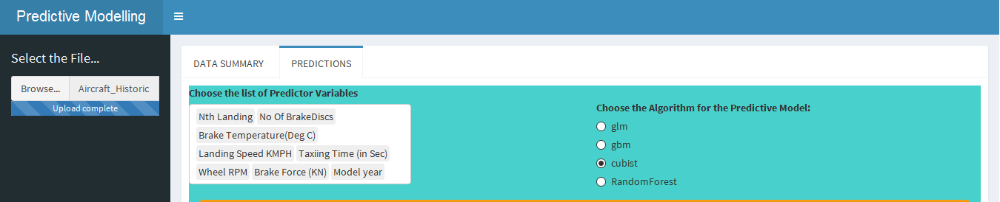 Predictive Modelling
Select the File...
Browse... Aircraft_Historic
Upload complete
DATA SUMMARY PREDICTIONS
Choose the list of Predictor Variables
Nth Landing No Of BrakeDiscs
Brake Temperature(Deg C)
Landing Speed KMPH Taxiing Time (in Sec)
Wheel RPM Brake Force (KN) Model year
Choose the Algorithm for the Predictive Model:
glm
gbm
cubist
RandomForest